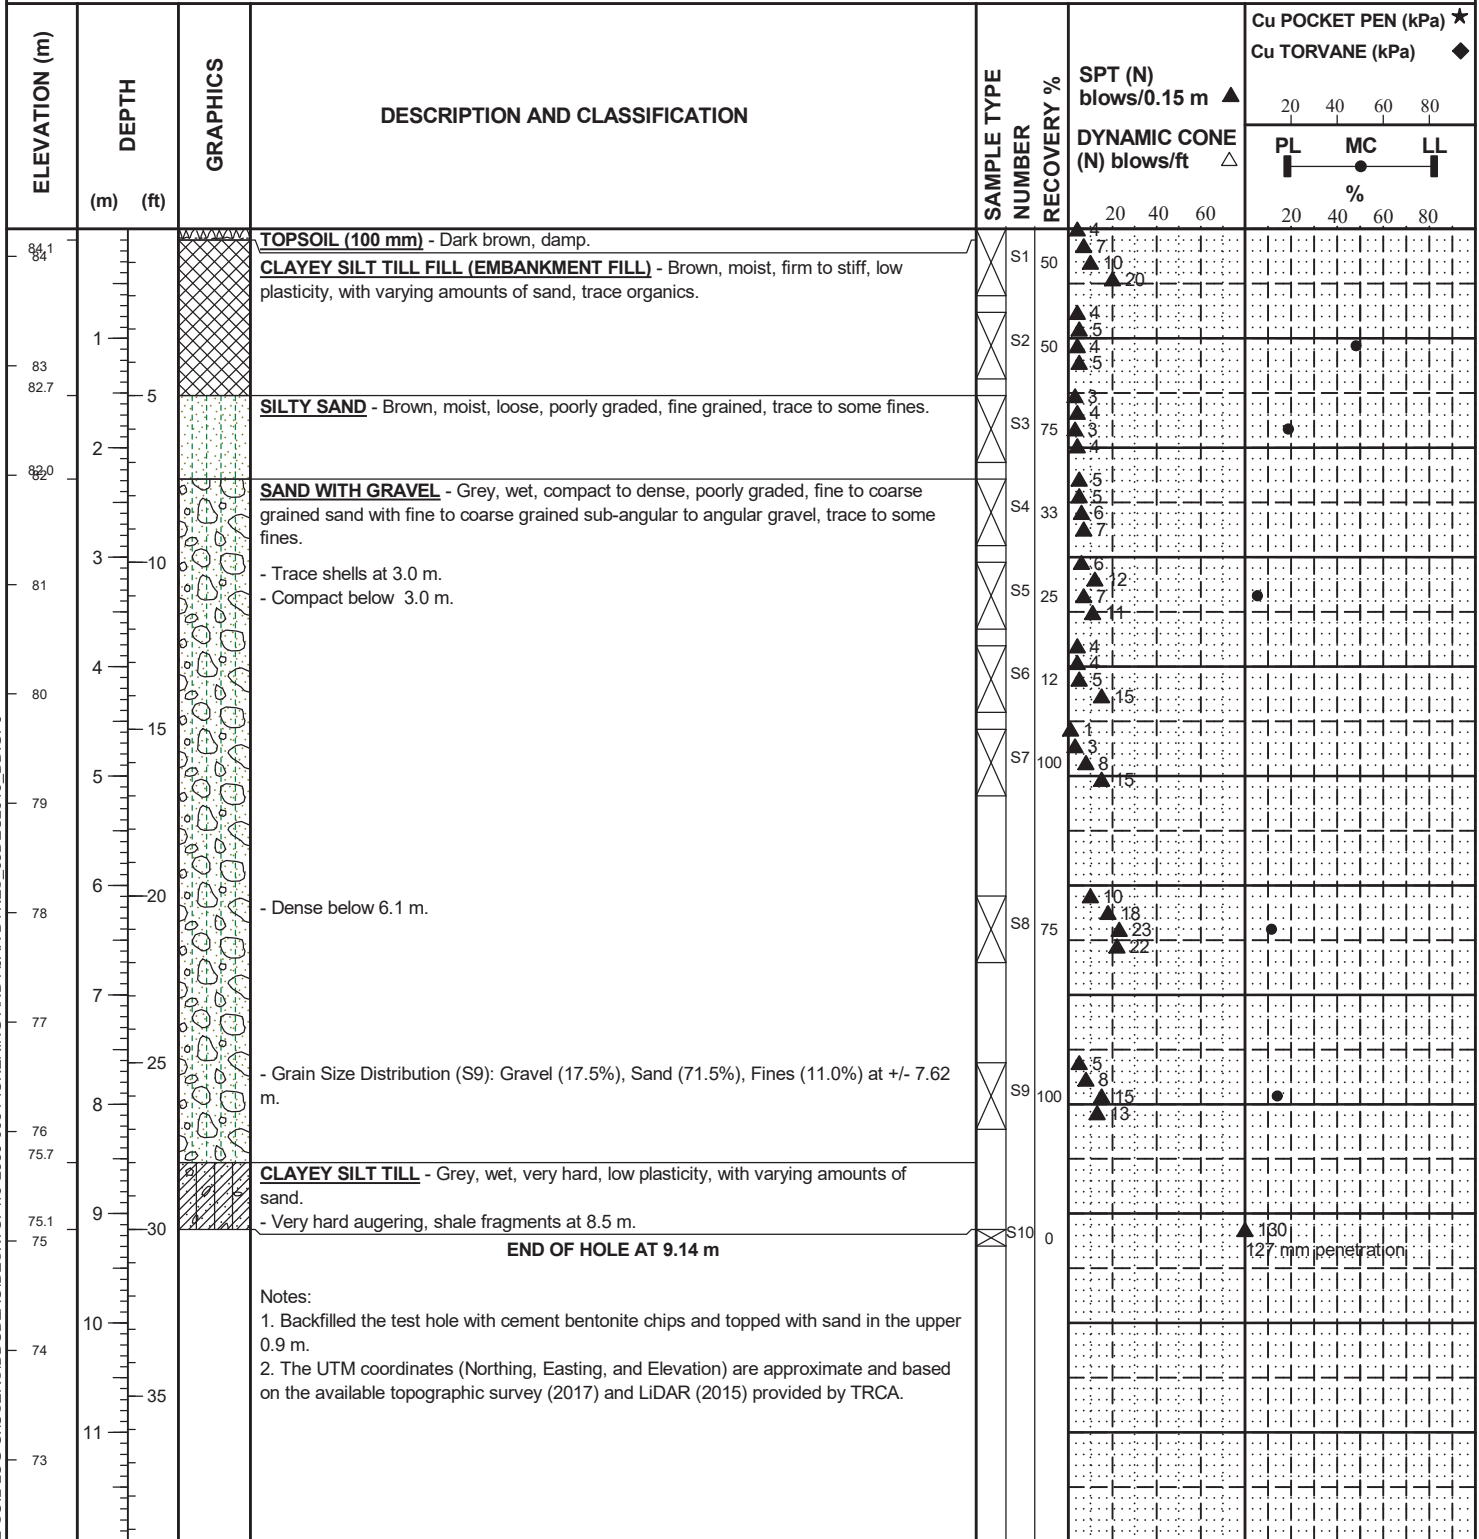 ELEVATION (m)
DEPTH
(m) (ft)
GRAPHICS
DESCRIPTION AND CLASSIFICATION
SAMPLE TYPE
NUMBER
RECOVERY %
SPT (N)
blows/0.15 m
DYNAMIC CONE
(N) blows/ft
20 40 60
Cu POCKET PEN (kPa)
Cu TORVANE (kPa)
20 40 60 80
PL MC LL
%
20 40 60 80
84.1
84
TOPSOIL (100 mm) - Dark brown, damp.
CLAYEY SILT TILL FILL (EMBANKMENT FILL) - Brown, moist, firm to stiff, low
plasticity, with varying amounts of sand, trace organics.
S1 50
4
7
10
20
1
S2 50
4
5
4
5
83
82.7
5
SILTY SAND - Brown, moist, loose, poorly graded, fine grained, trace to some fines.
S3 75
3
4
3
4
2
82.0
82
SAND WITH GRAVEL - Grey, wet, compact to dense, poorly graded, fine to coarse
grained sand with fine to coarse grained sub-angular to angular gravel, trace to some
fines.
S4 33
5
5
6
7
3
10
- Trace shells at 3.0 m.
- Compact below 3.0 m.
81
S5 25
6
12
7
11
4
80
S6 12
4
4
5
15
15
5
79
S7 100
1
3
8
15
6
20
78
- Dense below 6.1 m.
S8 75
10
18
23
22
7
77
25
- Grain Size Distribution (S9): Gravel (17.5%), Sand (71.5%), Fines (11.0%) at +/- 7.62
m.
S9 100
5
8
15
13
8
76
75.7
CLAYEY SILT TILL - Grey, wet, very hard, low plasticity, with varying amounts of
sand.
- Very hard augering, shale fragments at 8.5 m.
9
75.1
30
75
S10 0
130
127 mm penetration
END OF HOLE AT 9.14 m
Notes:
1. Backfilled the test hole with cement bentonite chips and topped with sand in the upper
0.9 m.
2. The UTM coordinates (Northing, Easting, and Elevation) are approximate and based
on the available topographic survey (2017) and LiDAR (2015) provided by TRCA.
10
74
35
11
73